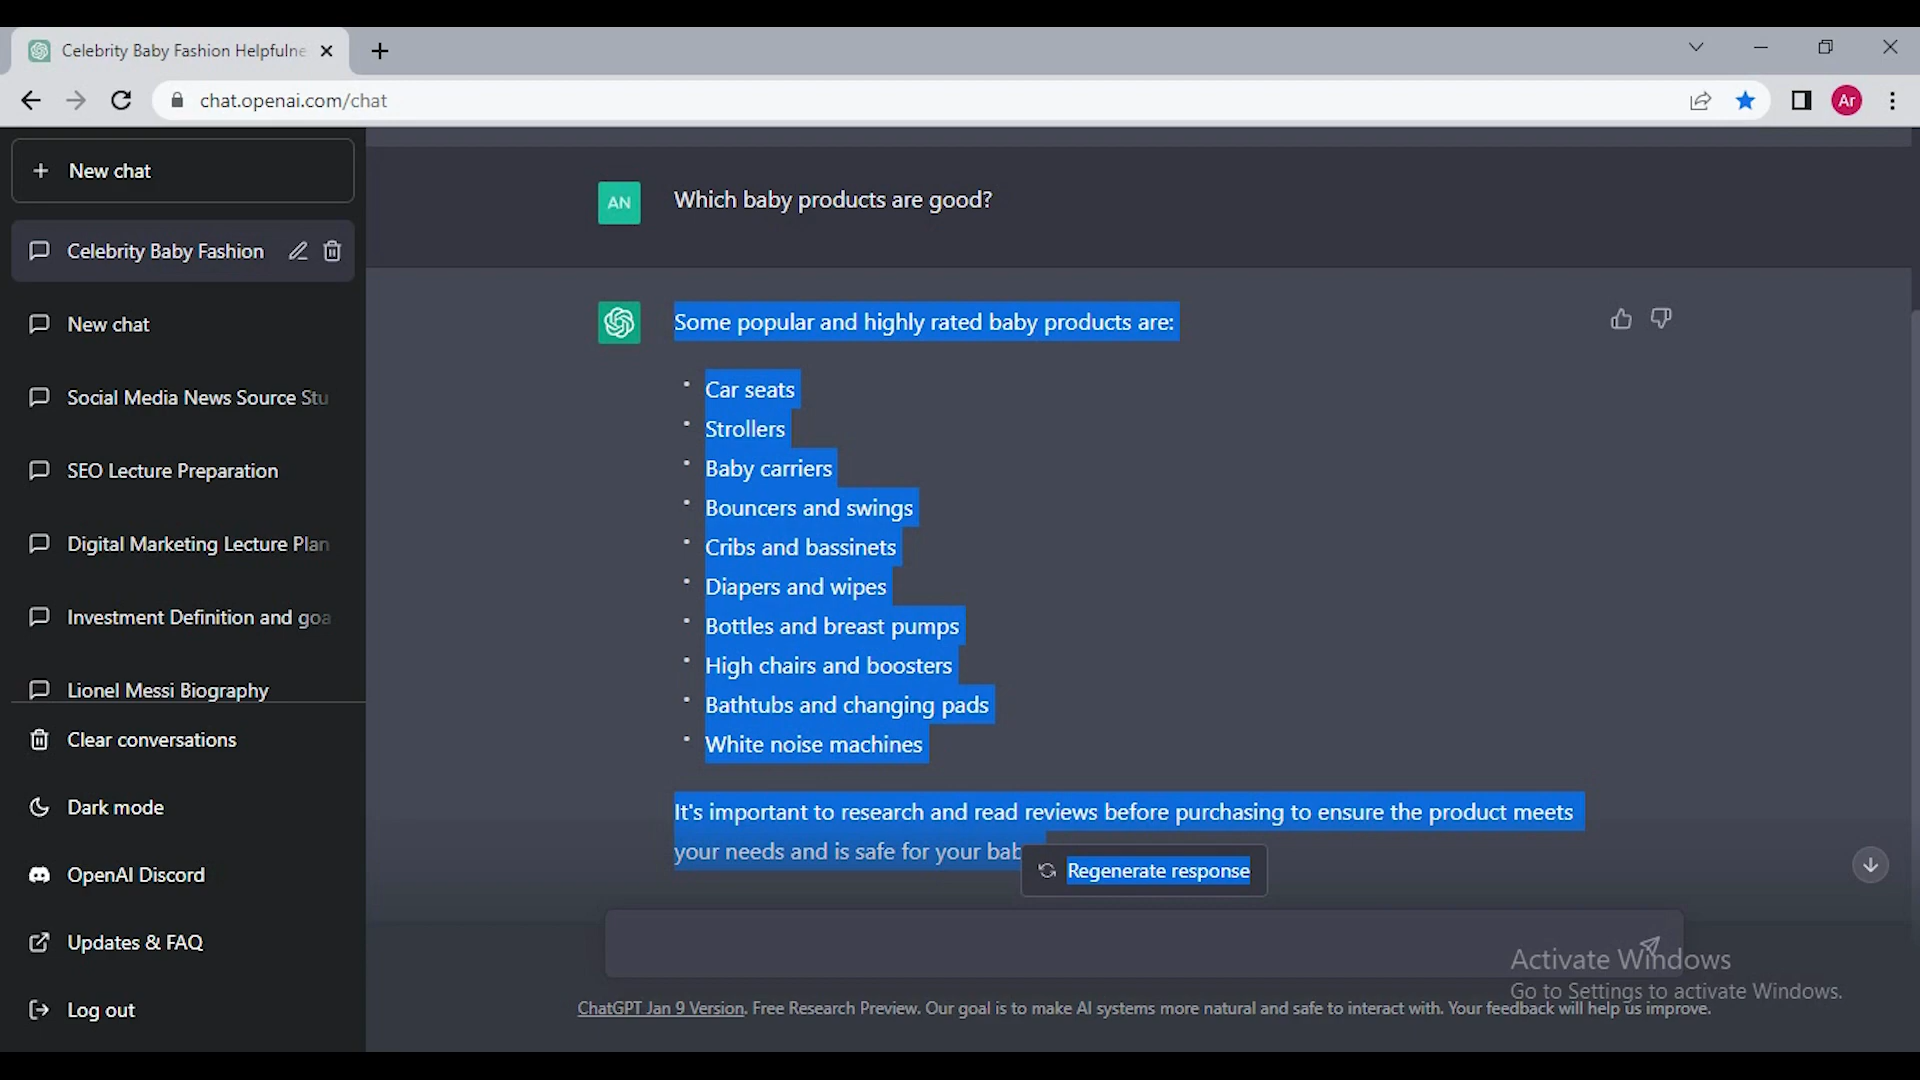 Celebrity Baby Fashion Helpfulne
chat.openai.com/chat
Ar
New chat
Celebrity Baby Fashion
New chat
Social Media News Source Stu
SEO Lecture Preparation
Digital Marketing Lecture Plan
Investment Definition and goa
Lionel Messi Biography
Clear conversations
Dark mode
OpenAI Discord
Updates & FAQ
Log out
AN
Which baby products are good?
Some popular and highly rated baby products are:
Car seats
Strollers
Baby carriers
Bouncers and swings
Cribs and bassinets
Diapers and wipes
Bottles and breast pumps
High chairs and boosters
Bathtubs and changing pads
White noise machines
It's important to research and read reviews before purchasing to ensure the product meets
your needs and is safe for your bab
Regenerate response
Activate Windows
Go to Settings to activate Windows.
ChatGPT Jan 9 Version. Free Research Preview. Our goal is to make AI systems more natural and safe to interact with. Your feedback will help us improve.